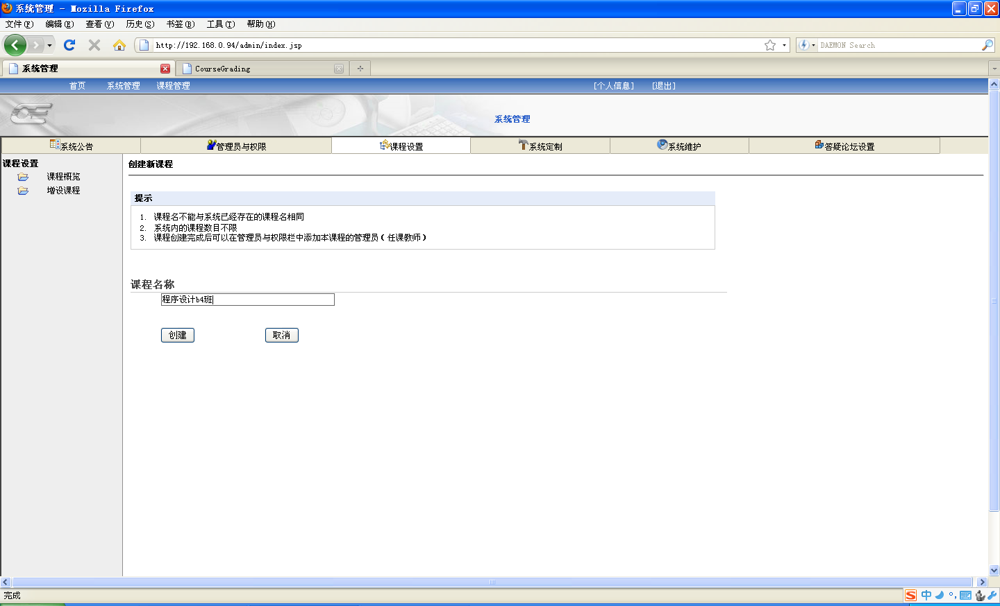 系统管理 - Mozilla Firefox
文件(F) 编辑(E) 查看(V) 历史(S) 书签(B) 工具(T) 帮助(H)
http://192.168.0.94/admin/index.jsp DAEMON Search
系统管理 CourseGrading
首页 系统管理 课程管理 [个人信息] [退出]
系统管理
系统公告 管理员与权限 课程设置 系统定制 系统维护 答疑论坛设置
课程设置
课程概览
增设课程
创建新课程
提示
1. 课程名不能与系统已经存在的课程名相同
2. 系统内的课程数目不限
3. 课程创建完成后可以在管理员与权限栏中添加本课程的管理员(任课教师)
课程名称
程序设计b4班
创建 取消
完成
中